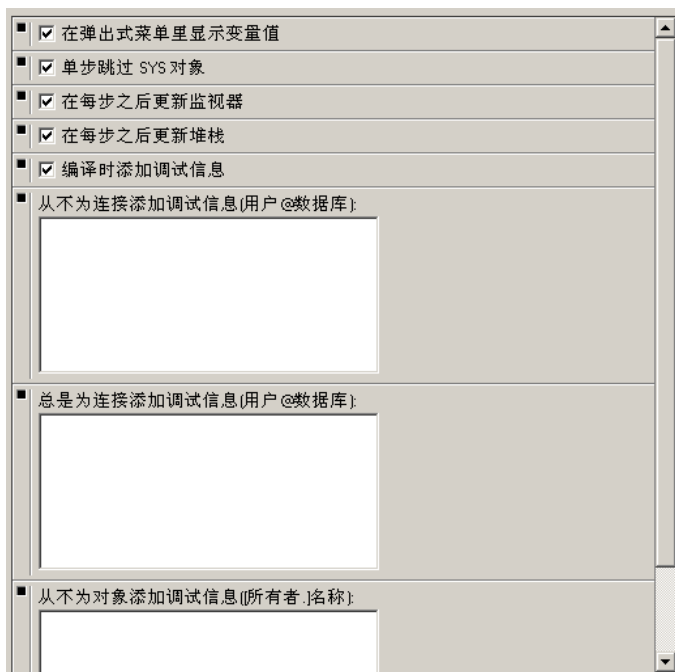 在弹出式菜单里显示变量值
单步跳过 SYS 对象
在每步之后更新监视器
在每步之后更新堆栈
编译时添加调试信息
从不为连接添加调试信息(用户@数据库):
总是为连接添加调试信息(用户@数据库):
从不为对象添加调试信息([所有者.]名称):